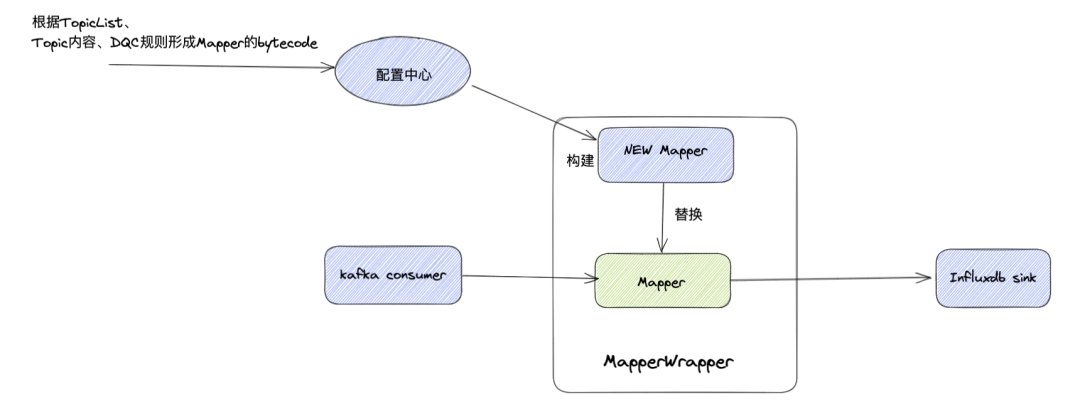 根据TopicList、
Topic内容、DQC规则形成Mapper的bytecode
配置中心
NEW Mapper
构建
替换
kafka consumer
Mapper
Influxdb sink
MapperWrapper